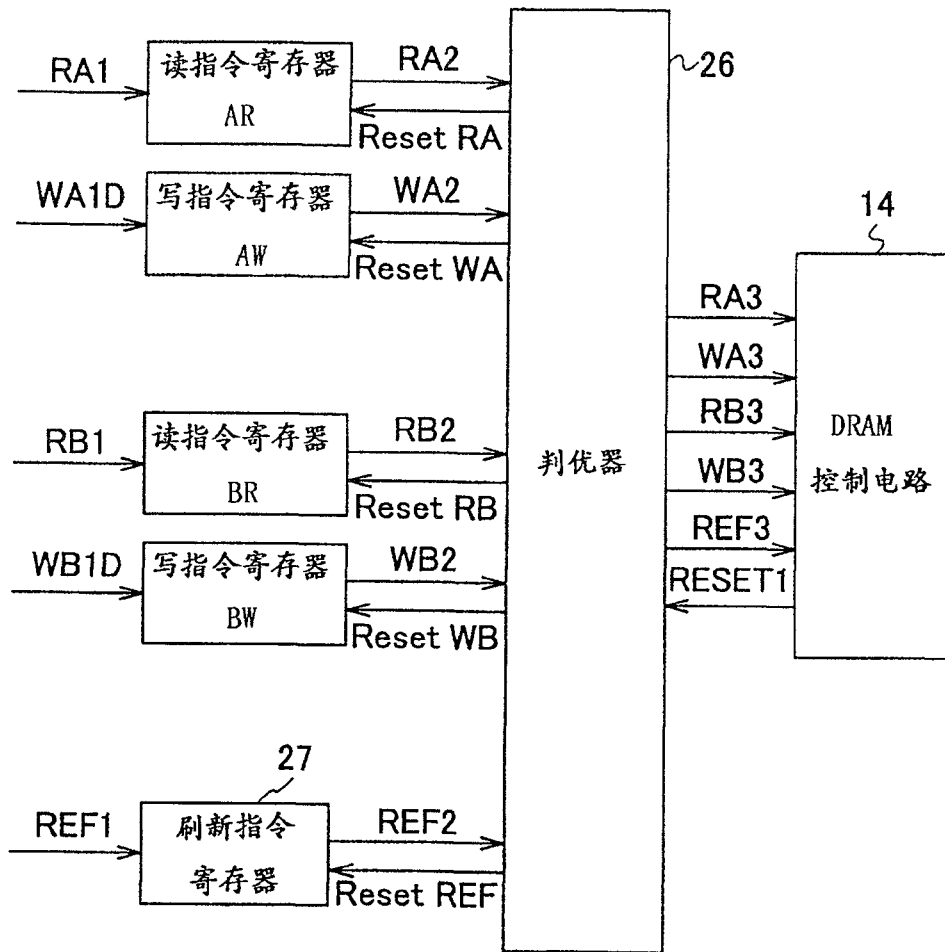 RA1
读指令寄存器
AR
RA2
Reset RA
26
WA1D
写指令寄存器
AW
WA2
Reset WA
14
RA3
WA3
RB3
WB3
REF3
RESET1
DRAM
控制电路
判优器
RB1
读指令寄存器
BR
RB2
Reset RB
WB1D
写指令寄存器
BW
WB2
Reset WB
27
REF1
刷新指令
寄存器
REF2
Reset REF